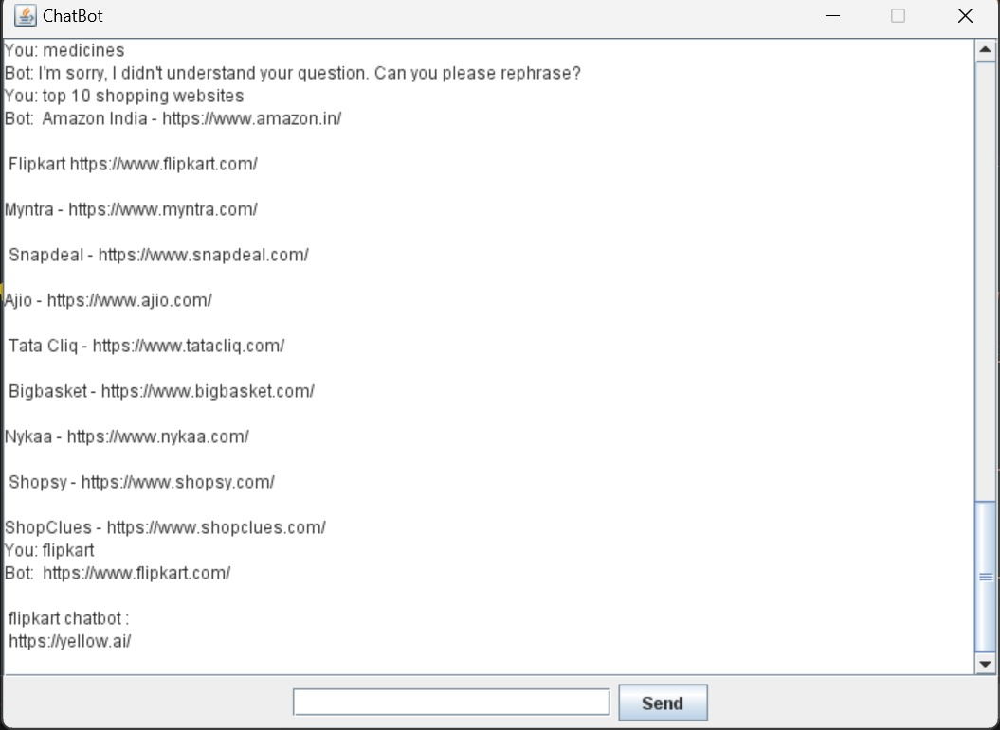 ChatBot
You: medicines
Bot: I'm sorry, I didn't understand your question. Can you please rephrase?
You: top 10 shopping websites
Bot:  Amazon India - https://www.amazon.in/
Flipkart https://www.flipkart.com/
Myntra - https://www.myntra.com/
Snapdeal - https://www.snapdeal.com/
Ajio - https://www.ajio.com/
Tata Cliq - https://www.tatacliq.com/
Bigbasket - https://www.bigbasket.com/
Nykaa - https://www.nykaa.com/
Shopsy - https://www.shopsy.com/
ShopClues - https://www.shopclues.com/
You: flipkart
Bot:  https://www.flipkart.com/
flipkart chatbot :
https://yellow.ai/
Send